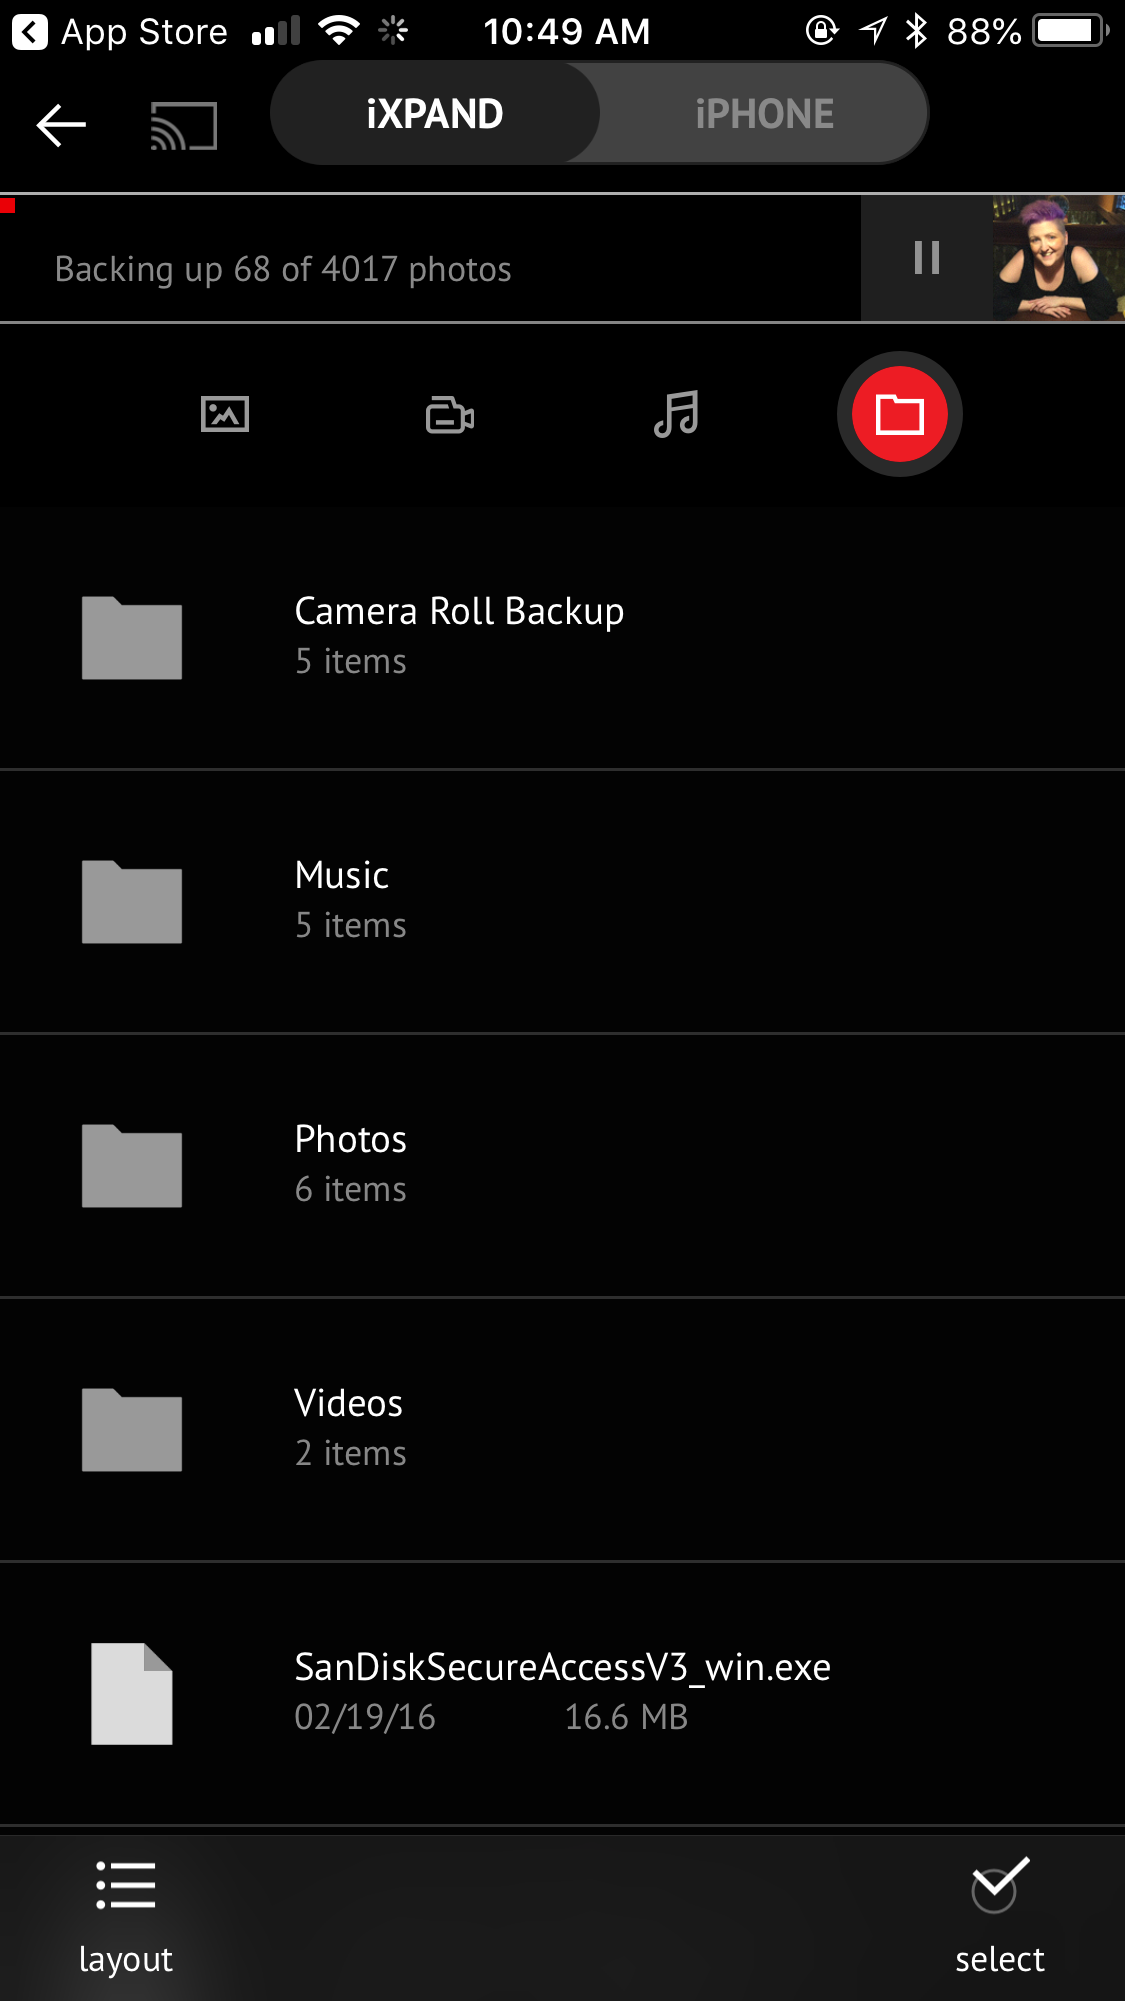 App Store
10:49 AM
88%
iXPAND
iPHONE
Backing up 68 of 4017 photos
Camera Roll Backup
5 items
Music
5 items
Photos
6 items
Videos
2 items
SanDiskSecureAccessV3_win.exe
02/19/16 16.6 MB
layout
select